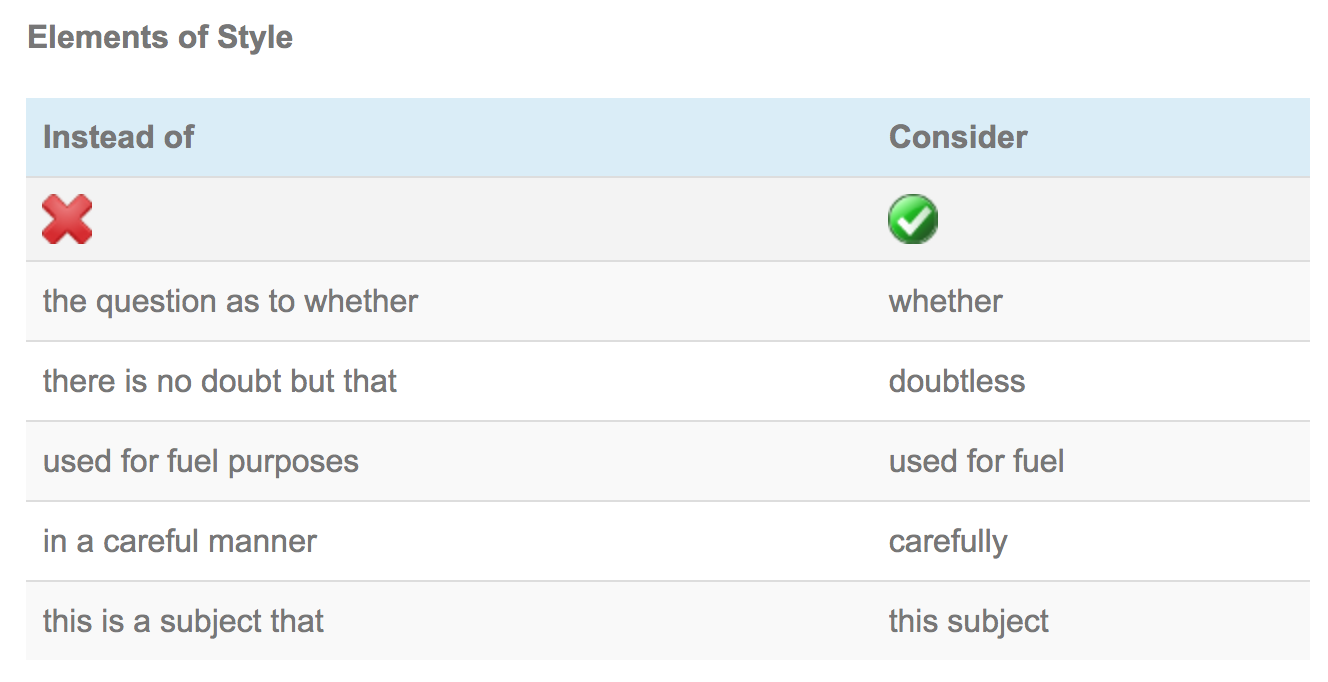 Elements of Style
Instead of Consider
the question as to whether whether
there is no doubt but that doubtless
used for fuel purposes used for fuel
in a careful manner carefully
this is a subject that this subject